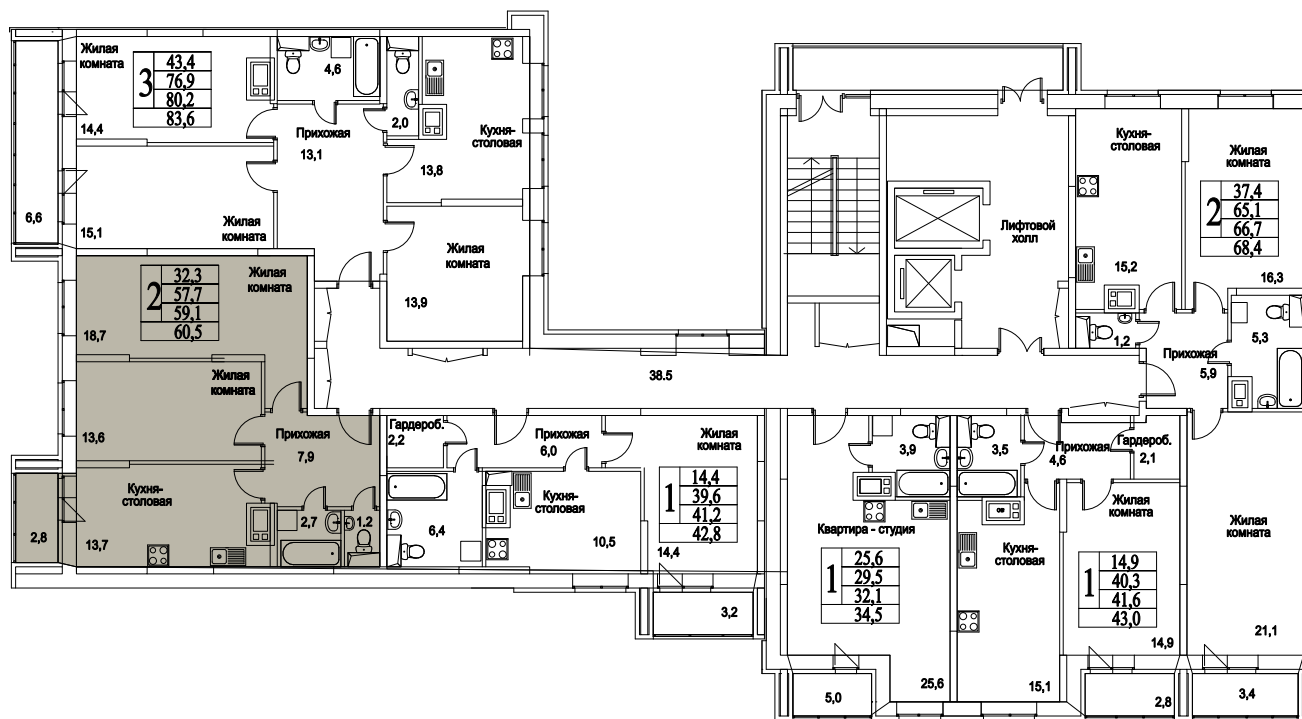 Жилая
комната
14,4
3
43,4
76,9
80,2
83,6
4,6
2,0
Прихожая
13,1
13,8
Кухня-
столовая
6,6
15,1
Жилая
комната
Жилая
комната
13,9
2
32,3
57,7
59,1
60,5
Жилая
комната
18,7
Жилая
комната
13,6
Прихожая
7,9
Кухня-
столовая
2,8
13,7
2,7
1,2
38.5
Гардероб.
2,2
Прихожая
6,0
Жилая
комната
1
14,4
39,6
41,2
42,8
14,4
Кухня-
столовая
6,4
10,5
3,2
Лифтовой
холл
Кухня-
столовая
15,2
Жилая
комната
2
37,4
65,1
66,7
68,4
16,3
1,2
Прихожая
5,9
5,3
3,9
3,5
Прихожая
4,6
Гардероб.
2,1
Квартира - студия
1
25,6
29,5
32,1
34,5
25,6
5,0
Кухня-
столовая
15,1
Жилая
комната
1
14,9
40,3
41,6
43,0
14,9
2,8
Жилая
комната
21,1
3,4